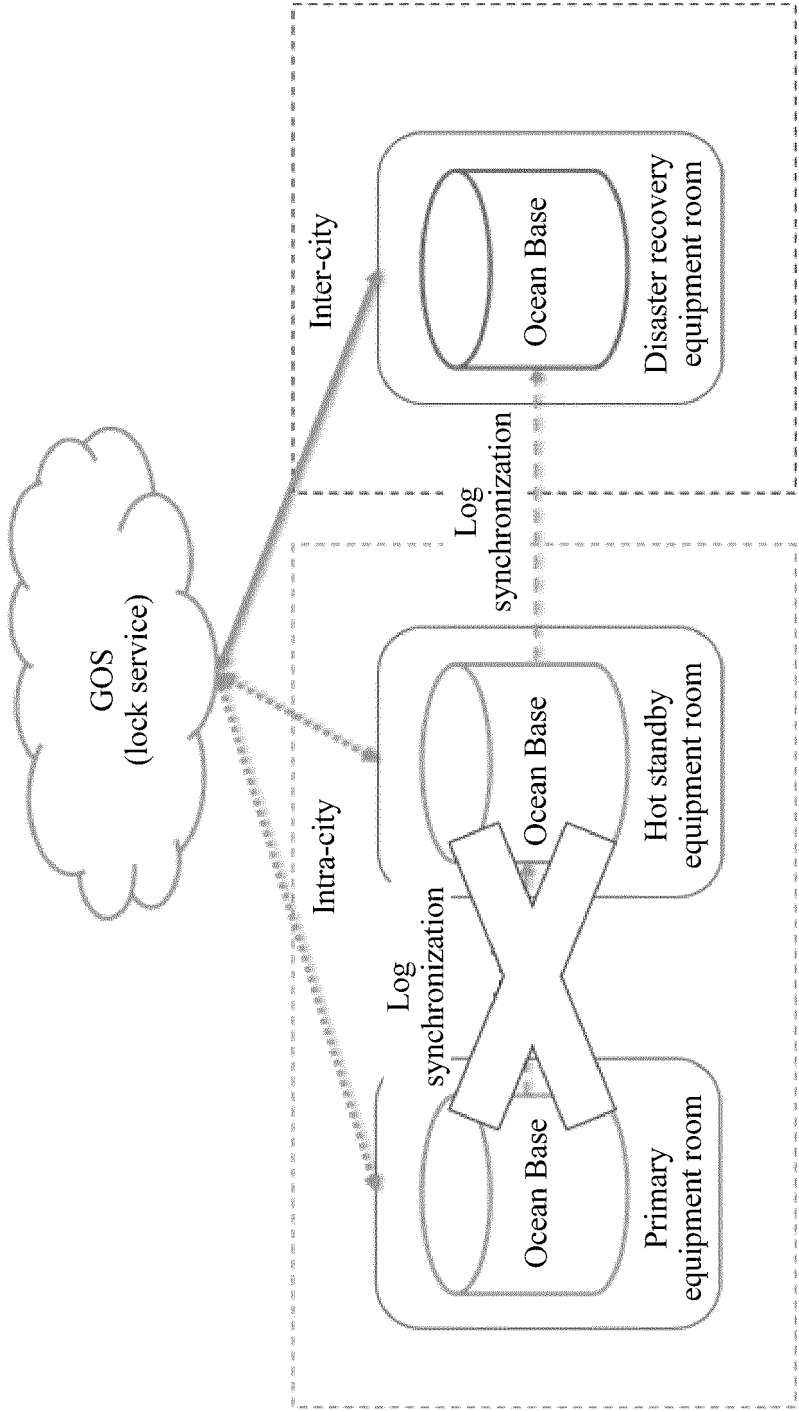 GOS
(lock service)
Intra-city
Inter-city
Log
synchronization
Log
synchronization
Ocean Base
Ocean Base
Ocean Base
Primary
equipment room
Hot standby
equipment room
Disaster recovery
equipment room